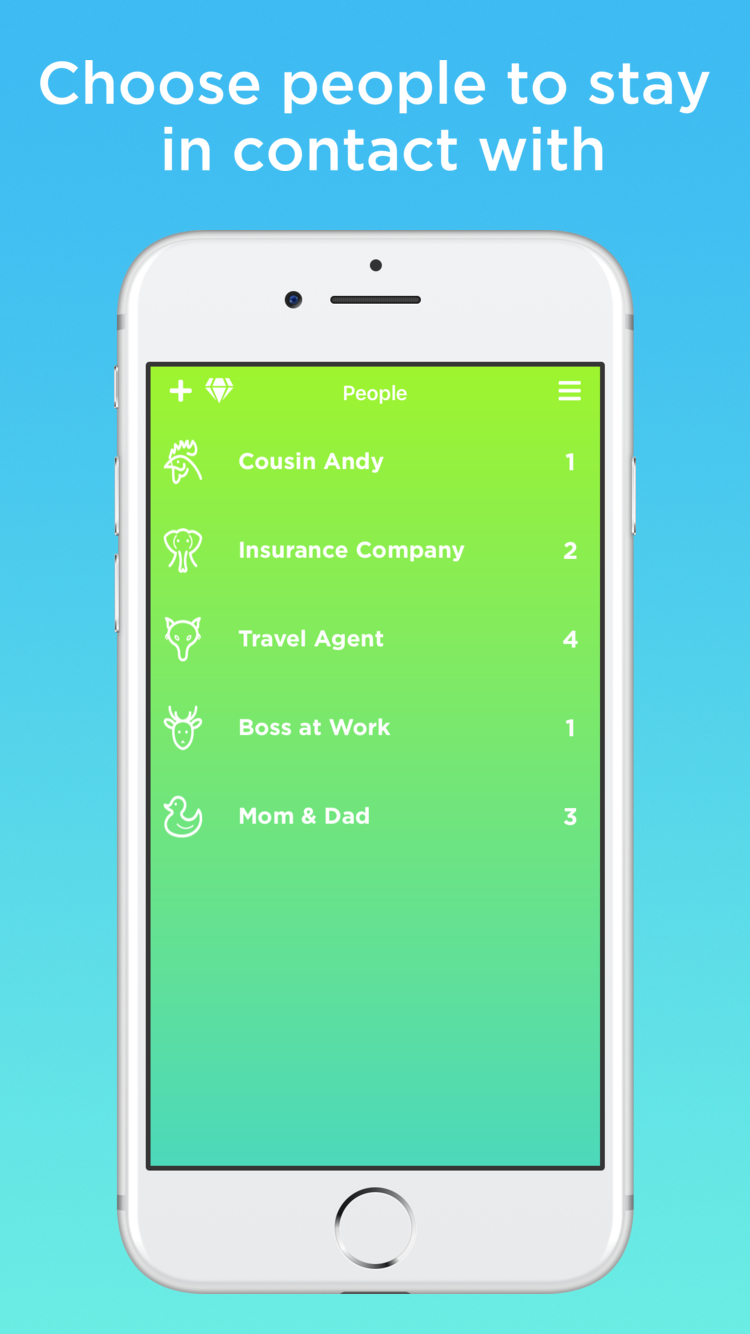 Choose people to stay
in contact with
People
Cousin Andy 1
Insurance Company 2
Travel Agent 4
Boss at Work 1
Mom & Dad 3